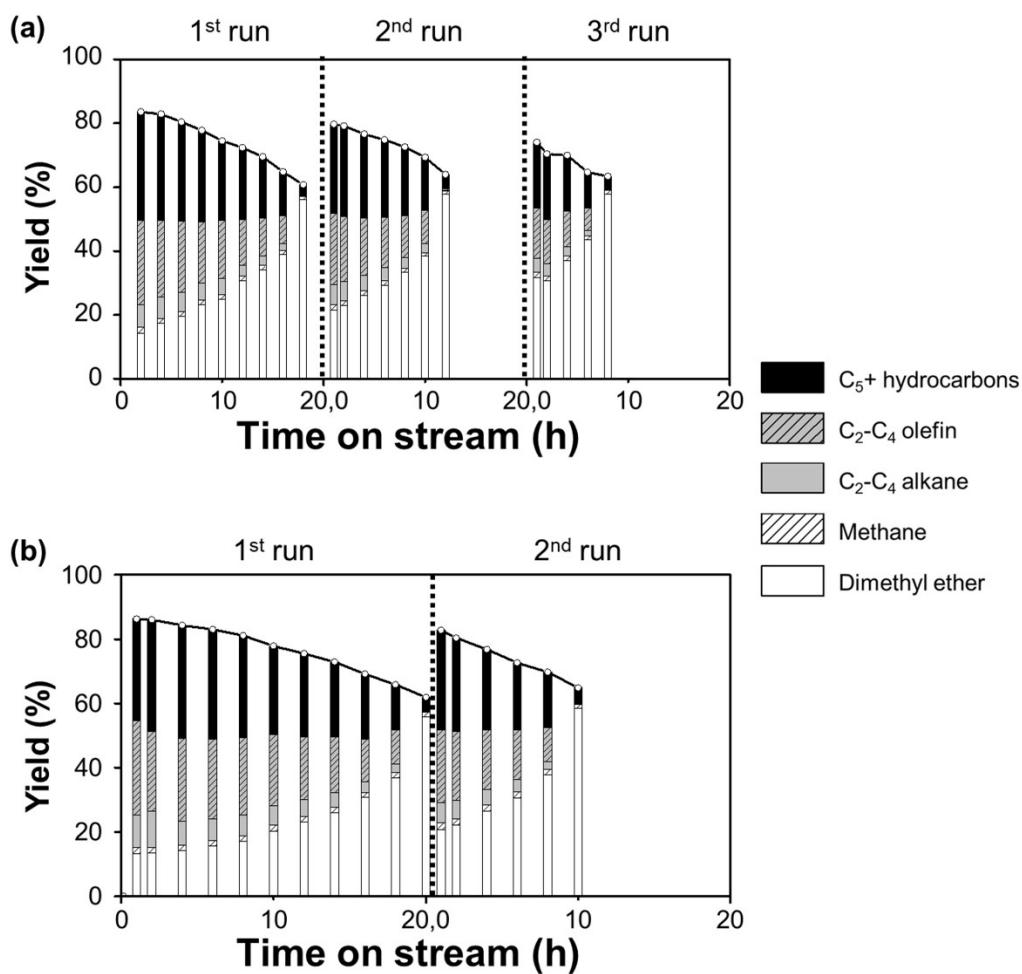 (a)
1st run 2nd run 3rd run
100
80
60
40
20
0
Yield (%)
0 10 20,0 10 20,0 10 20
Time on stream (h)
C5+ hydrocarbons
C2-C4 olefin
C2-C4 alkane
Methane
Dimethyl ether
(b)
1st run 2nd run
100
80
60
40
20
0
Yield (%)
0 10 20,0 10 20
Time on stream (h)